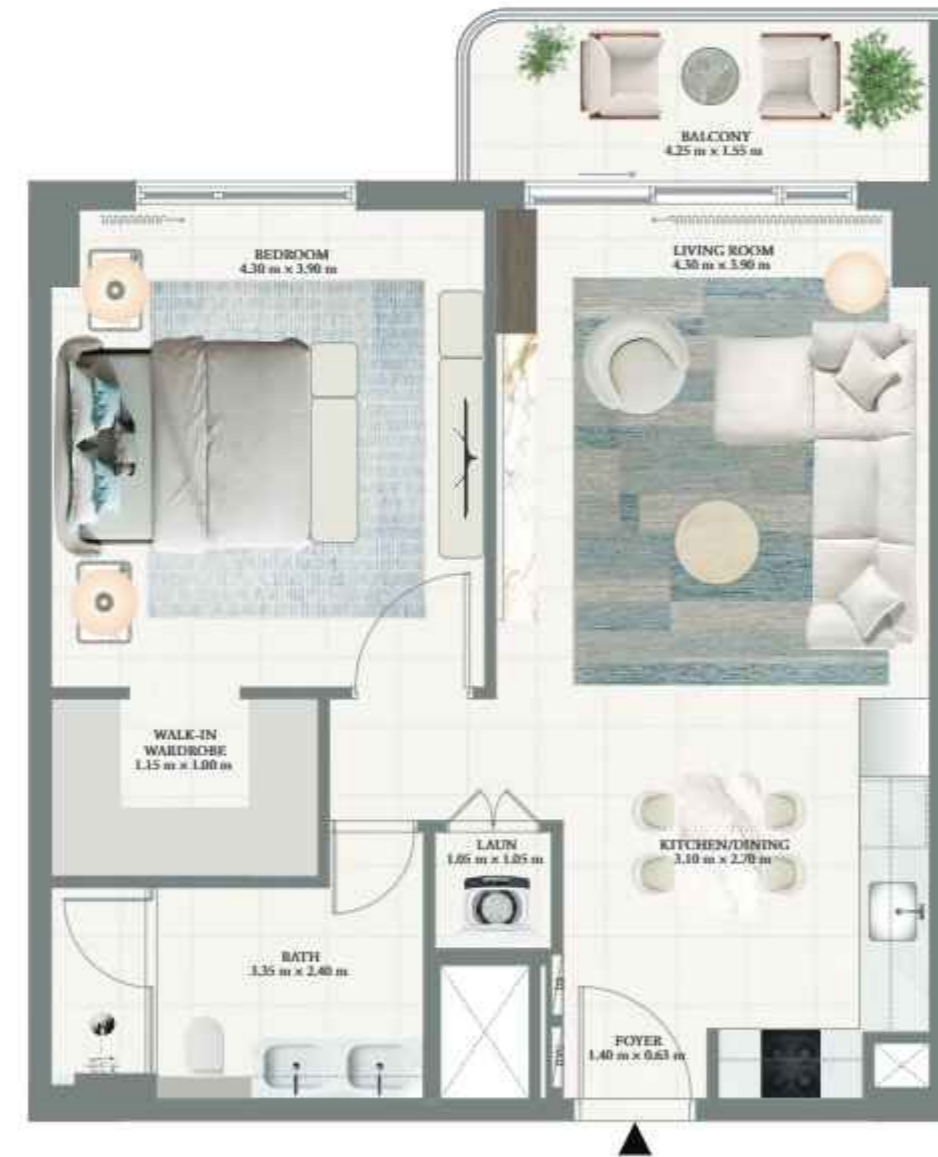 BALCONY
4.25 m × 1.55 m
BEDROOM
4.30 m × 3.90 m
LIVING ROOM
4.30 m × 3.90 m
WALK-IN
WARDROBE
1.15 m × 1.00 m
LAUN
1.05 m × 1.05 m
KITCHEN/DINING
3.10 m × 2.70 m
BATH
3.35 m × 2.40 m
FOYER
1.40 m × 0.63 m